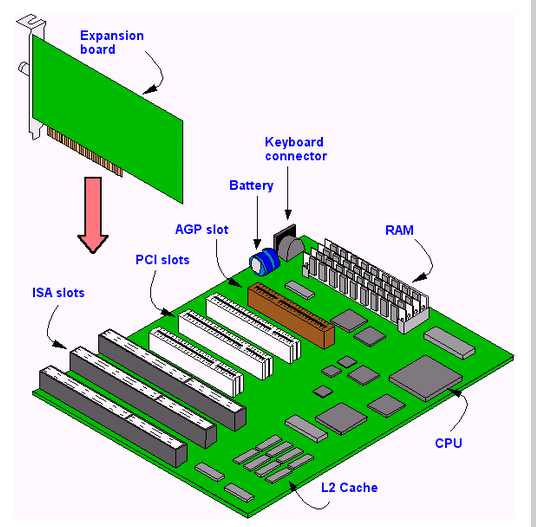 Expansion
board
Keyboard
connector
Battery
AGP slot
RAM
PCI slots
ISA slots
CPU
L2 Cache